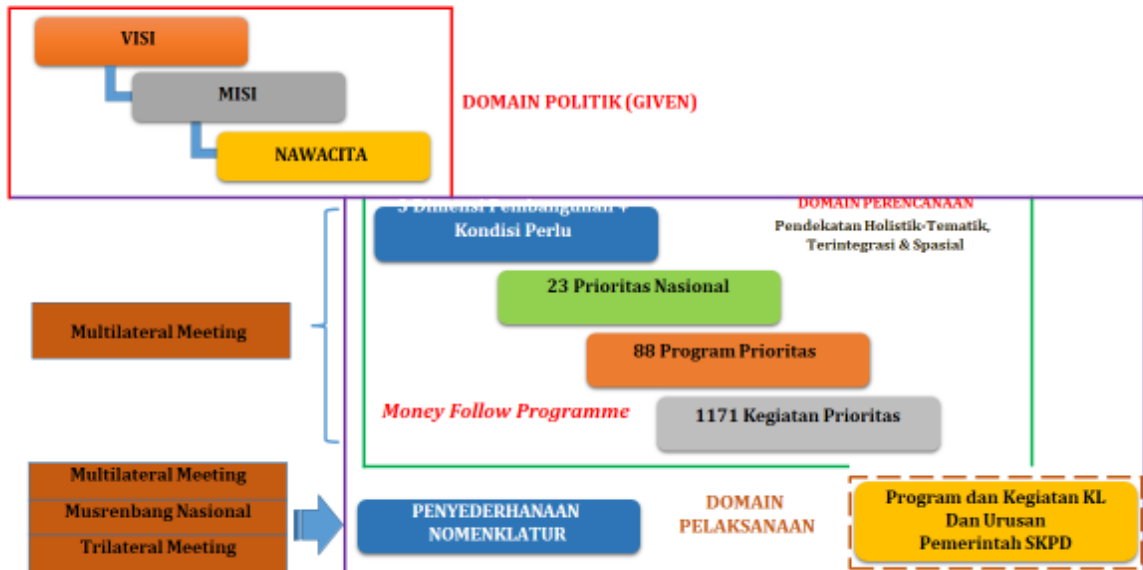 VISI
MISI
NAWACITA
DOMAIN POLITIK (GIVEN)
Dimensi Pembangunan
Kondisi Perlu
DOMAIN PERENCANAAN
Pendekatan Holistik-Tematik,
Terintegrasi & Spasial
23 Prioritas Nasional
Multilateral Meeting
88 Program Prioritas
Money Follow Programme
1171 Kegiatan Prioritas
Multilateral Meeting
Musrenbang Nasional
Trilateral Meeting
PENYEDERHANAAN
NOMENKLATUR
DOMAIN
PELAKSANAAN
Program dan Kegiatan KL
Dan Urusan
Pemerintah SKPD